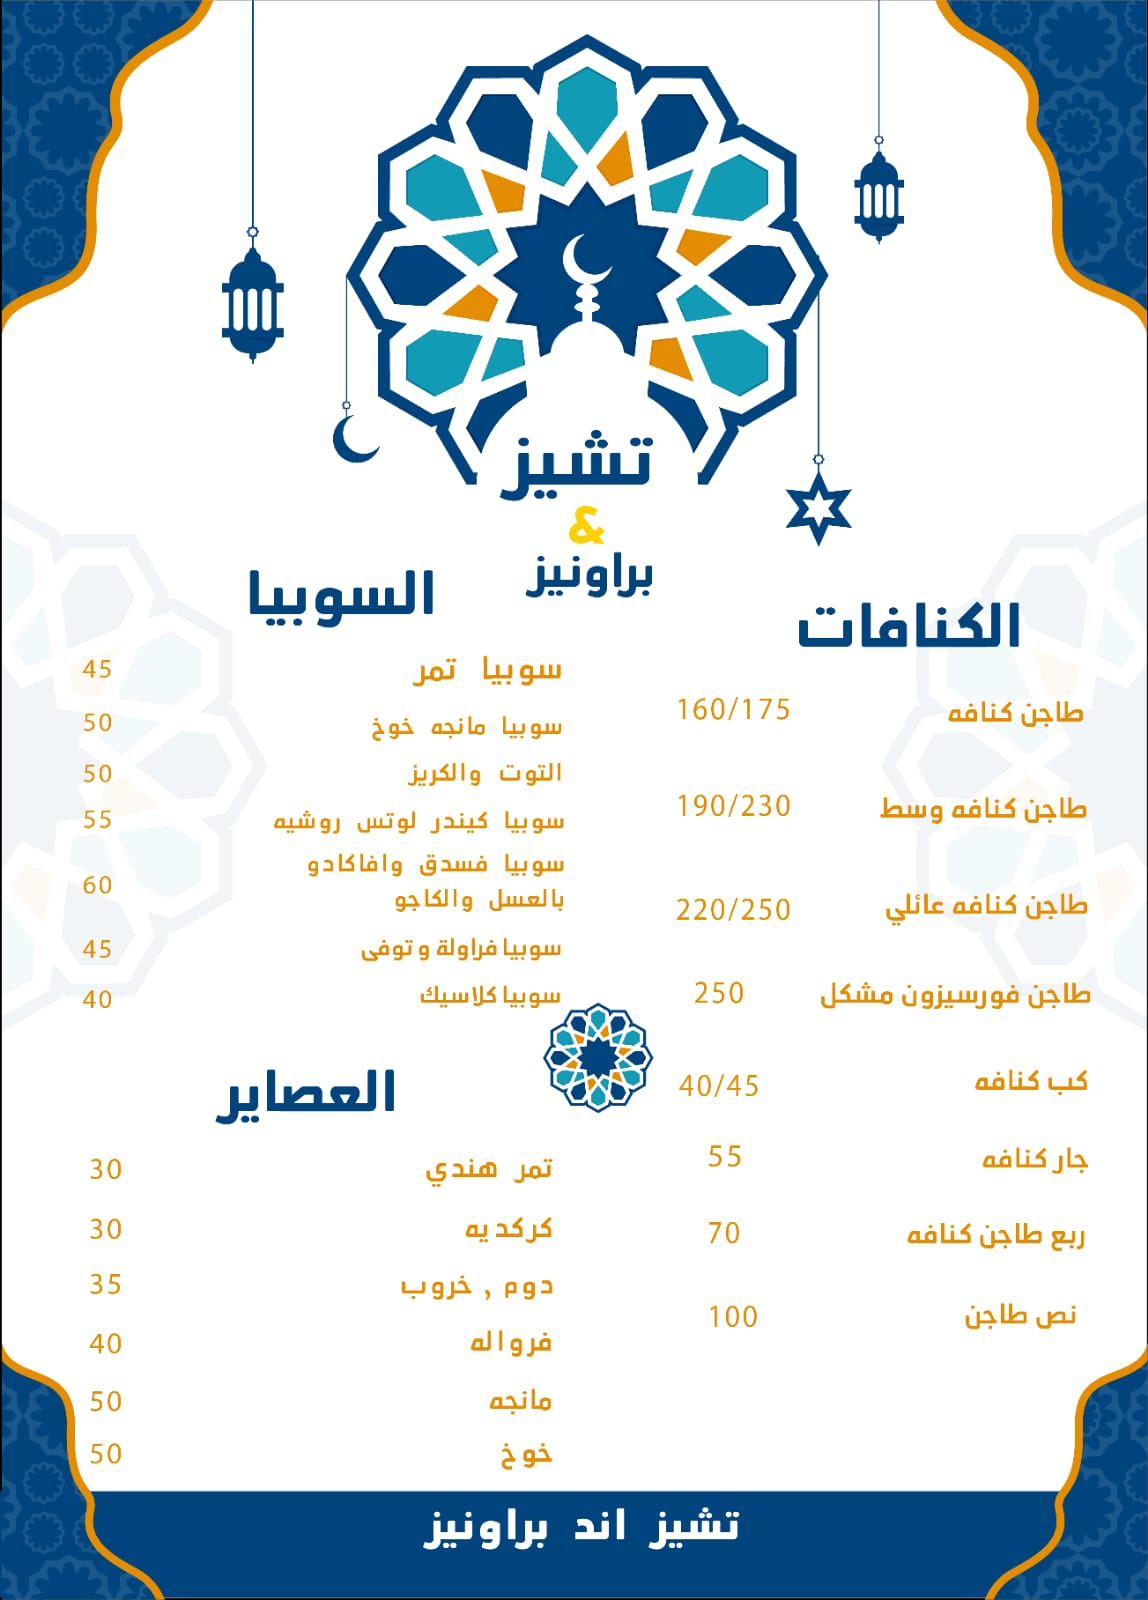 تشيز
&
براونيز
الكنافات
طاجن كنافه 160/175
طاجن كنافه وسط 190/230
طاجن كنافه عائلي 220/250
طاجن فورسيزون مشكل 250
كب كنافه 40/45
جار كنافه 55
ربع طاجن كنافه 70
نص طاجن 100
السوبيا
سوبيا تمر 45
سوبيا مانجه خوخ 50
التوت والكريز 50
سوبيا كيندر لوتس روشيه 55
سوبيا فسدق وافاكادو
بالعسل والكاجو 60
سوبيا فراولة و توفى 45
سوبيا كلاسيك 40
العصاير
تمر هندي 30
كركديه 30
دوم , خروب 35
فرواله 40
مانجه 50
خوخ 50
تشيز اند براونيز